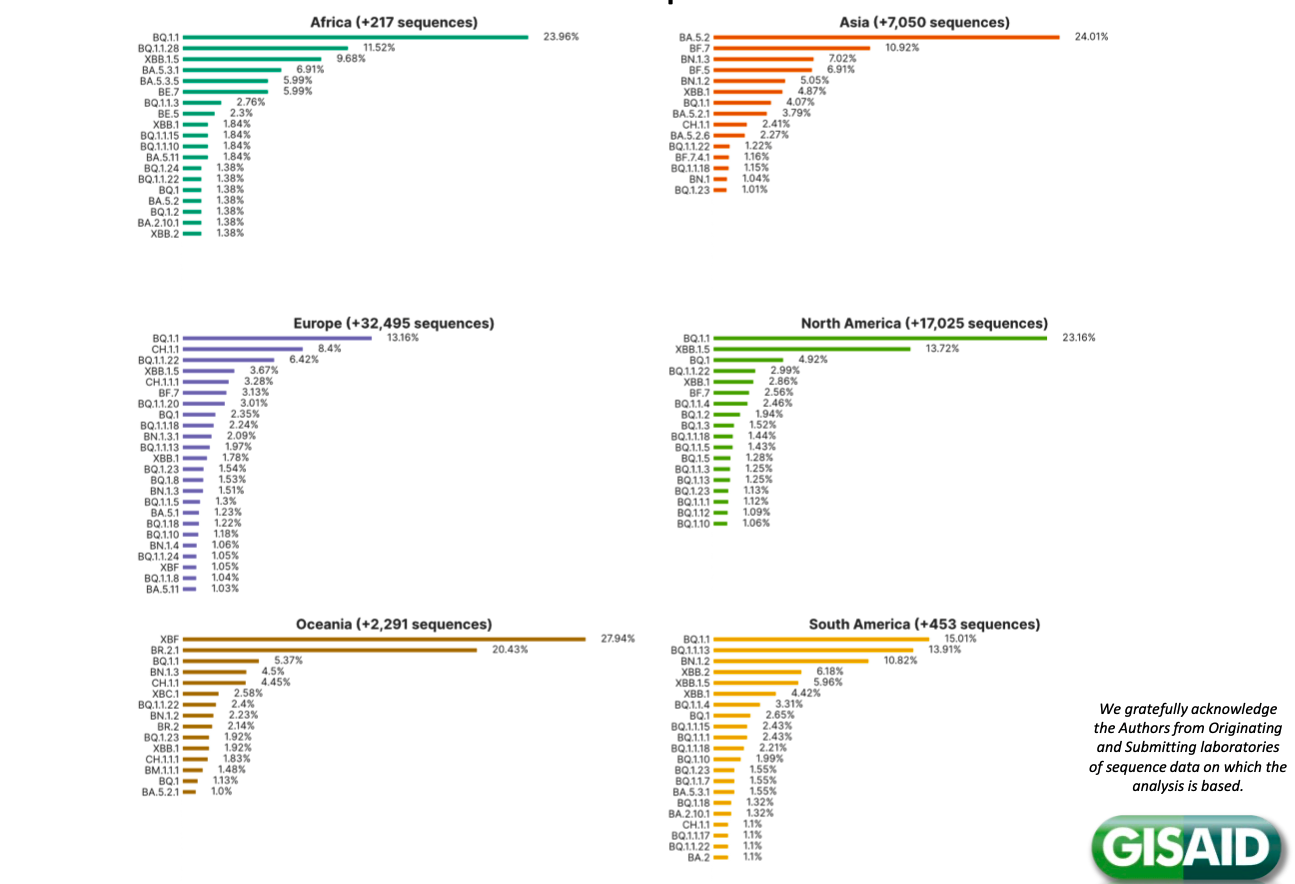 Africa (+217 sequences)
BQ.1.1 23.96%
BQ.1.1.28 11.52%
XBB.1.5 9.68%
BA.5.3.1 6.91%
BA.5.3.5 5.99%
BE.7 5.99%
BQ.1.1.3 2.76%
BE.5 2.3%
XBB.1 1.84%
BQ.1.1.15 1.84%
BQ.1.1.10 1.84%
BA.5.11 1.84%
BQ.1.24 1.38%
BQ.1.1.22 1.38%
BQ.1 1.38%
BA.5.2 1.38%
BQ.1.2 1.38%
BA.2.10.1 1.38%
XBB.2 1.38%
Asia (+7,050 sequences)
BA.5.2 24.01%
BF.7 10.92%
BN.1.3 7.02%
BF.5 6.91%
BN.1.2 5.05%
XBB.1 4.87%
BQ.1.1 4.07%
BA.5.2.1 3.79%
CH.1.1 2.41%
BA.5.2.6 2.27%
BQ.1.1.22 1.22%
BF.7.4.1 1.16%
BQ.1.1.18 1.15%
BN.1 1.04%
BQ.1.23 1.01%
Europe (+32,495 sequences)
BQ.1.1 13.16%
CH.1.1 8.4%
BQ.1.1.22 6.42%
XBB.1.5 3.67%
CH.1.1.1 3.28%
BF.7 3.13%
BQ.1.1.20 3.01%
BQ.1 2.35%
BQ.1.1.18 2.24%
BN.1.3.1 2.09%
BQ.1.1.13 1.97%
XBB.1 1.78%
BQ.1.23 1.54%
BQ.1.8 1.53%
BN.1.3 1.51%
BQ.1.1.5 1.3%
BA.5.1 1.23%
BQ.1.18 1.22%
BQ.1.10 1.18%
BN.1.4 1.06%
BQ.1.1.24 1.05%
XBF 1.05%
BQ.1.1.8 1.04%
BA.5.11 1.03%
North America (+17,025 sequences)
BQ.1.1 23.16%
XBB.1.5 13.72%
BQ.1 4.92%
BQ.1.1.22 2.99%
XBB.1 2.86%
BF.7 2.56%
BQ.1.1.4 2.46%
BQ.1.2 1.94%
BQ.1.3 1.52%
BQ.1.1.18 1.44%
BQ.1.1.5 1.43%
BQ.1.5 1.28%
BQ.1.1.3 1.25%
BQ.1.13 1.25%
BQ.1.23 1.13%
BQ.1.1.1 1.12%
BQ.1.12 1.09%
BQ.1.10 1.06%
Oceania (+2,291 sequences)
XBF 27.94%
BR.2.1 20.43%
BQ.1.1 5.37%
BN.1.3 4.5%
CH.1.1 4.45%
XBC.1 2.58%
BQ.1.1.22 2.4%
BN.1.2 2.23%
BR.2 2.14%
BQ.1.23 1.92%
XBB.1 1.92%
CH.1.1.1 1.83%
BM.1.1.1 1.48%
BQ.1 1.13%
BA.5.2.1 1.0%
South America (+453 sequences)
BQ.1.1 15.01%
BQ.1.1.13 13.91%
BN.1.2 10.82%
XBB.2 6.18%
XBB.1.5 5.96%
XBB.1 4.42%
BQ.1.1.4 3.31%
BQ.1 2.65%
BQ.1.1.15 2.43%
BQ.1.1.1 2.43%
BQ.1.1.18 2.21%
BQ.1.10 1.99%
BQ.1.23 1.55%
BQ.1.1.7 1.55%
BA.5.3.1 1.55%
BQ.1.18 1.32%
BA.2.10.1 1.32%
CH.1.1 1.1%
BQ.1.1.17 1.1%
BQ.1.1.22 1.1%
BA.2 1.1%
We gratefully acknowledge
the Authors from Originating
and Submitting laboratories
of sequence data on which the
analysis is based.
GISAID